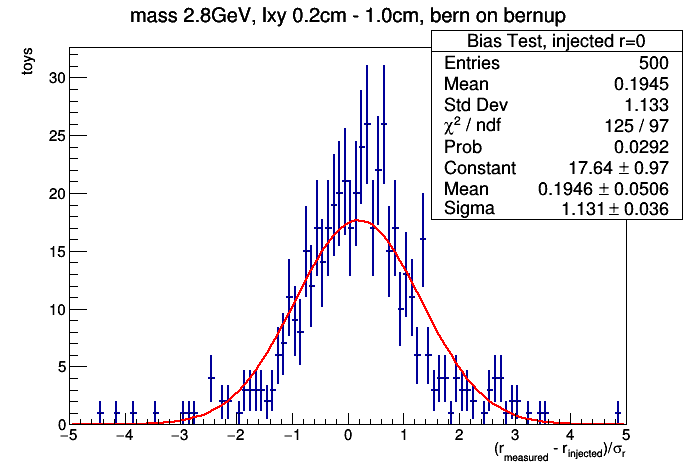 mass 2.8GeV, lxy 0.2cm - 1.0cm, bern on bernup
toys
Bias Test, injected r=0
Entries 500
Mean 0.1945
Std Dev 1.133
χ² / ndf 125 / 97
Prob 0.0292
Constant 17.64 ± 0.97
Mean 0.1946 ± 0.0506
Sigma 1.131 ± 0.036
30
25
20
15
10
5
0
−5 −4 −3 −2 −1 0 1 2 3 4 5
(r_measured - r_injected)/σ_r